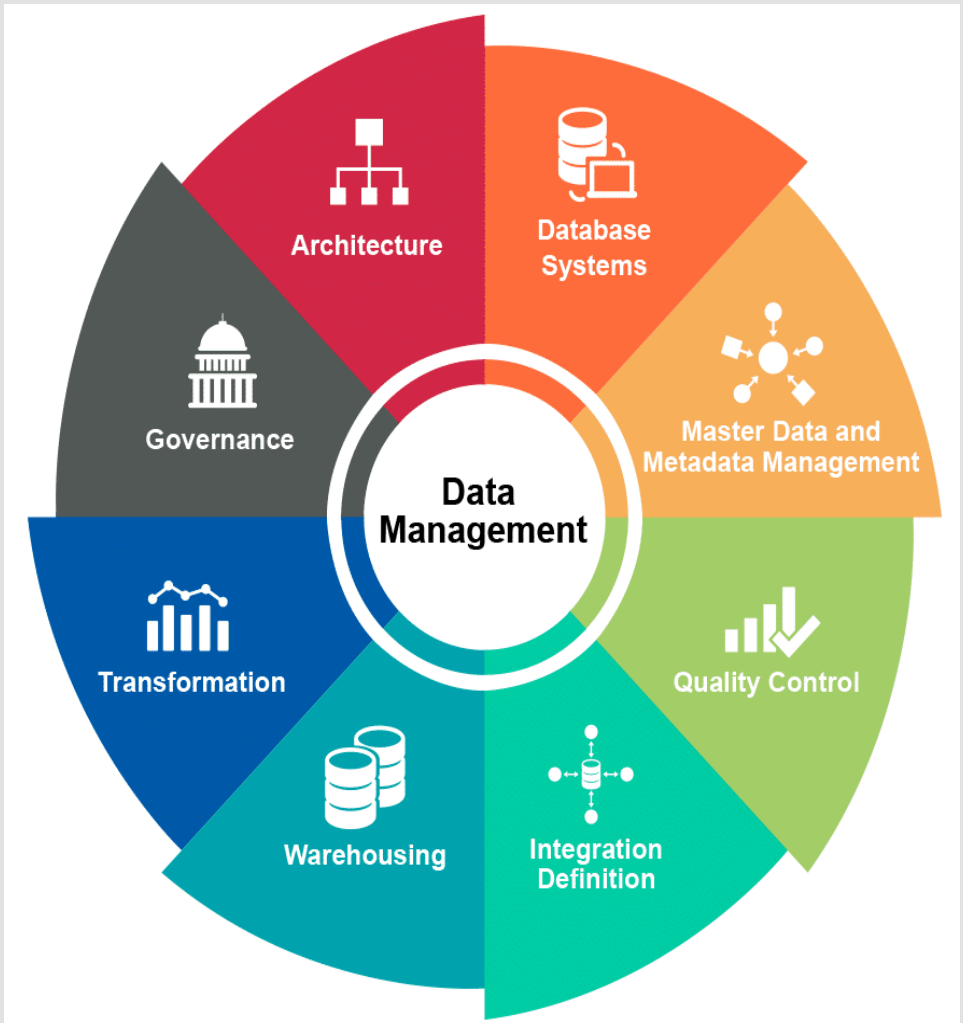 Architecture
Database
Systems
Master Data and
Metadata Management
Quality Control
Integration
Definition
Warehousing
Transformation
Governance
Data
Management